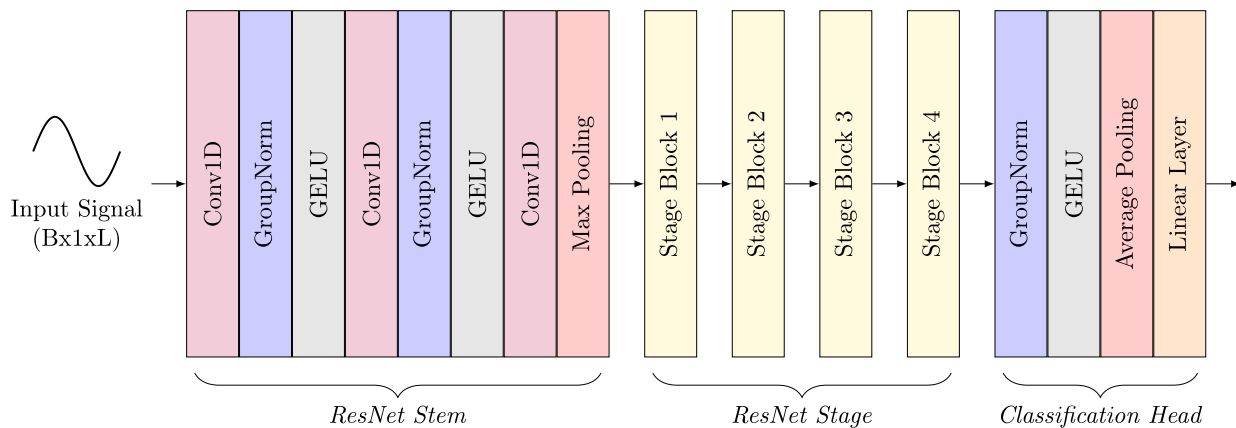 Input Signal
(Bx1xL)
Conv1D
GroupNorm
GELU
Conv1D
GroupNorm
GELU
Conv1D
Max Pooling
Stage Block 1
Stage Block 2
Stage Block 3
Stage Block 4
GroupNorm
GELU
Average Pooling
Linear Layer
ResNet Stem
ResNet Stage
Classification Head